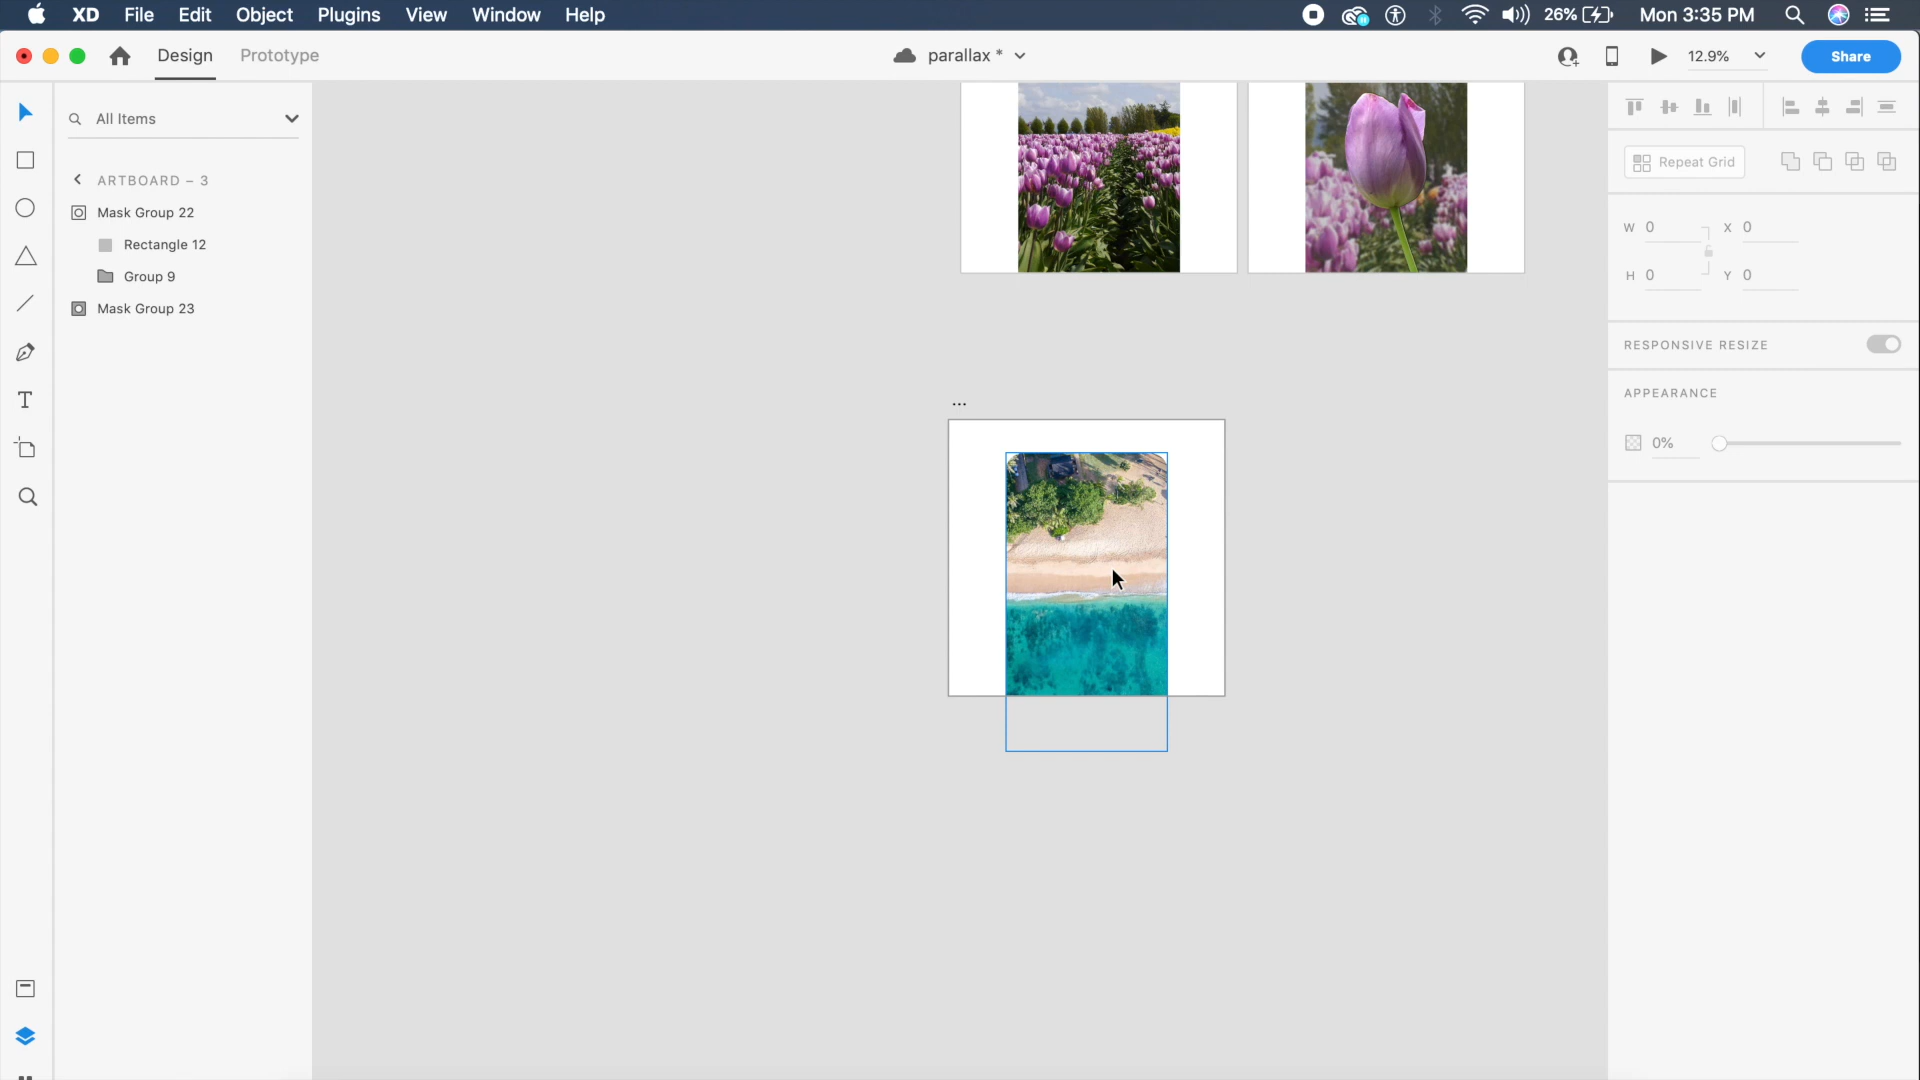 XD File Edit Object Plugins View Window Help 26% Mon 3:35 PM
Design Prototype parallax * 12.9% Share
All Items
ARTBOARD – 3
Mask Group 22
Rectangle 12
Group 9
Mask Group 23
T
...
Repeat Grid
W 0 X 0
H 0 Y 0
RESPONSIVE RESIZE
APPEARANCE
0%